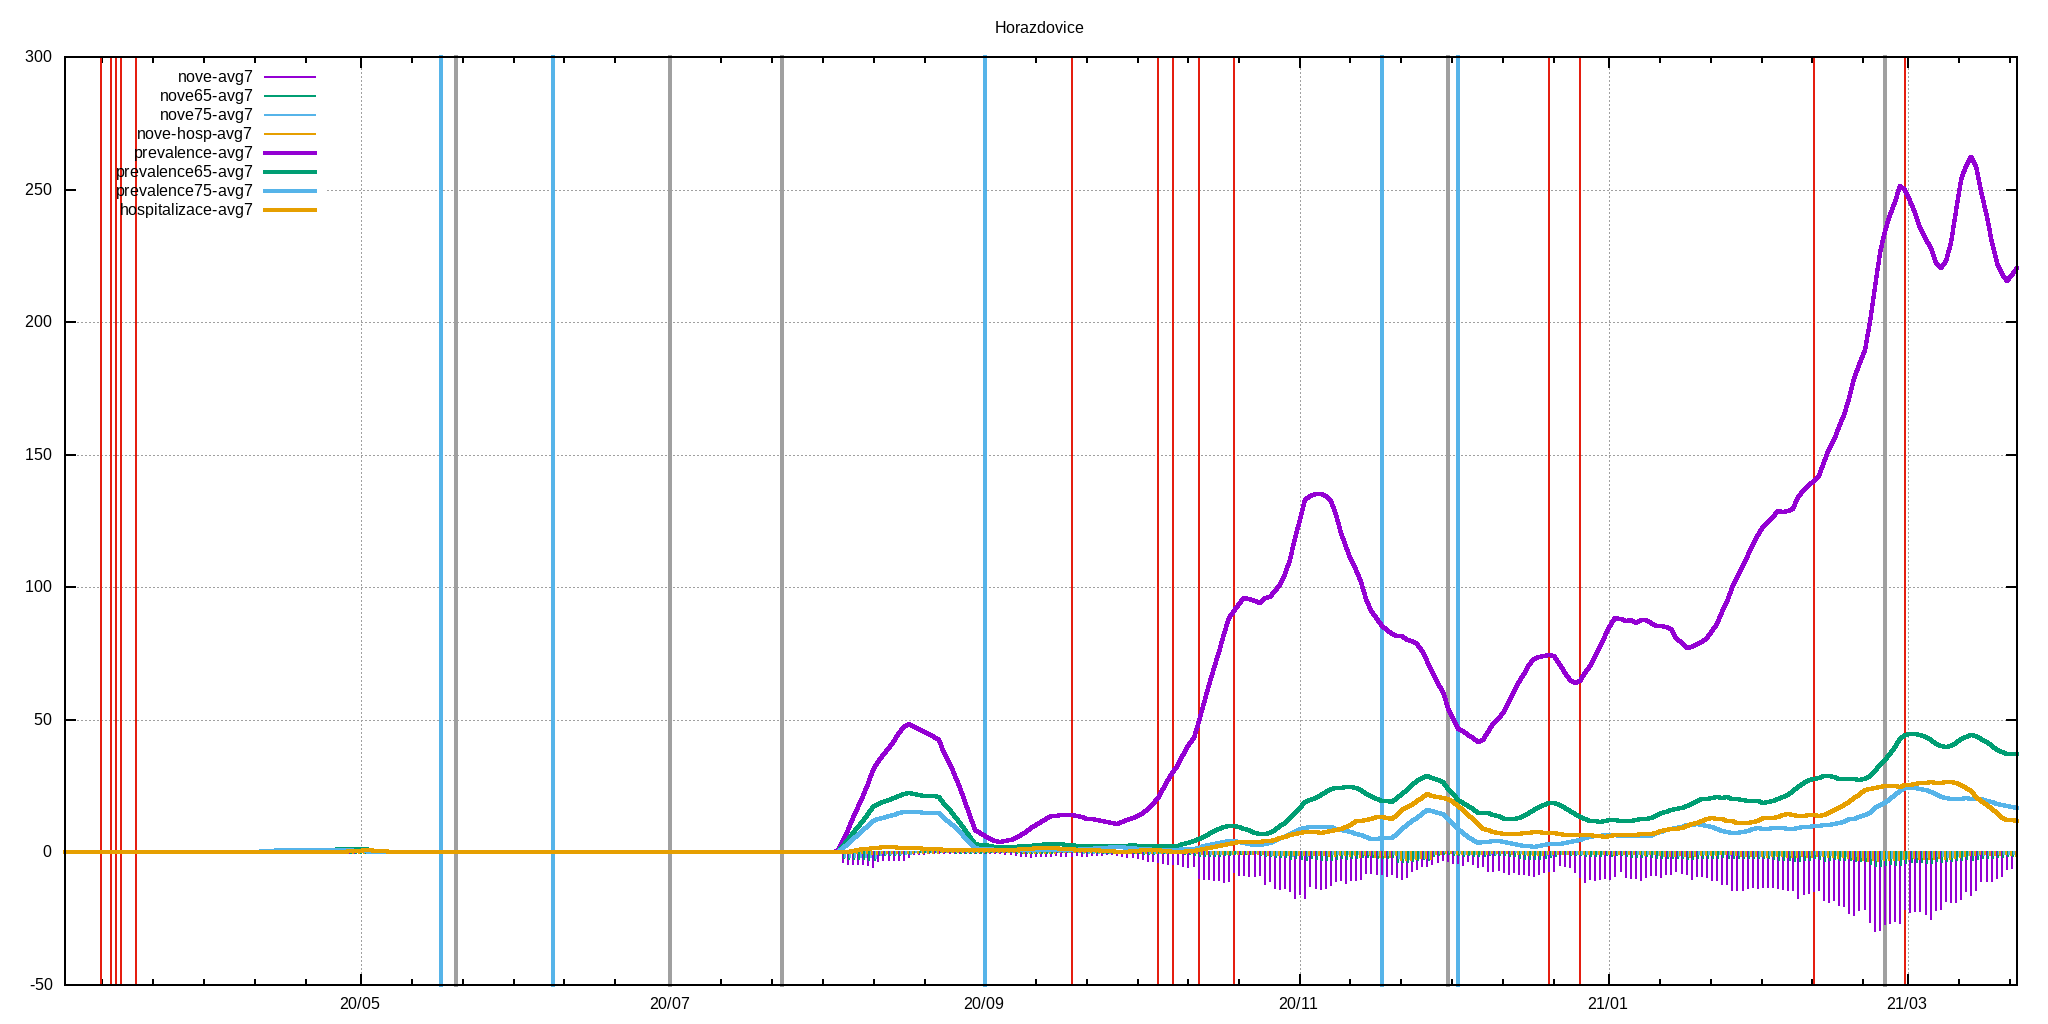 Horazdovice
300
250
200
150
100
50
0
-50
nove-avg7
nove65-avg7
nove75-avg7
nove-hosp-avg7
prevalence-avg7
prevalence65-avg7
prevalence75-avg7
hospitalizace-avg7
20/05
20/07
20/09
20/11
21/01
21/03